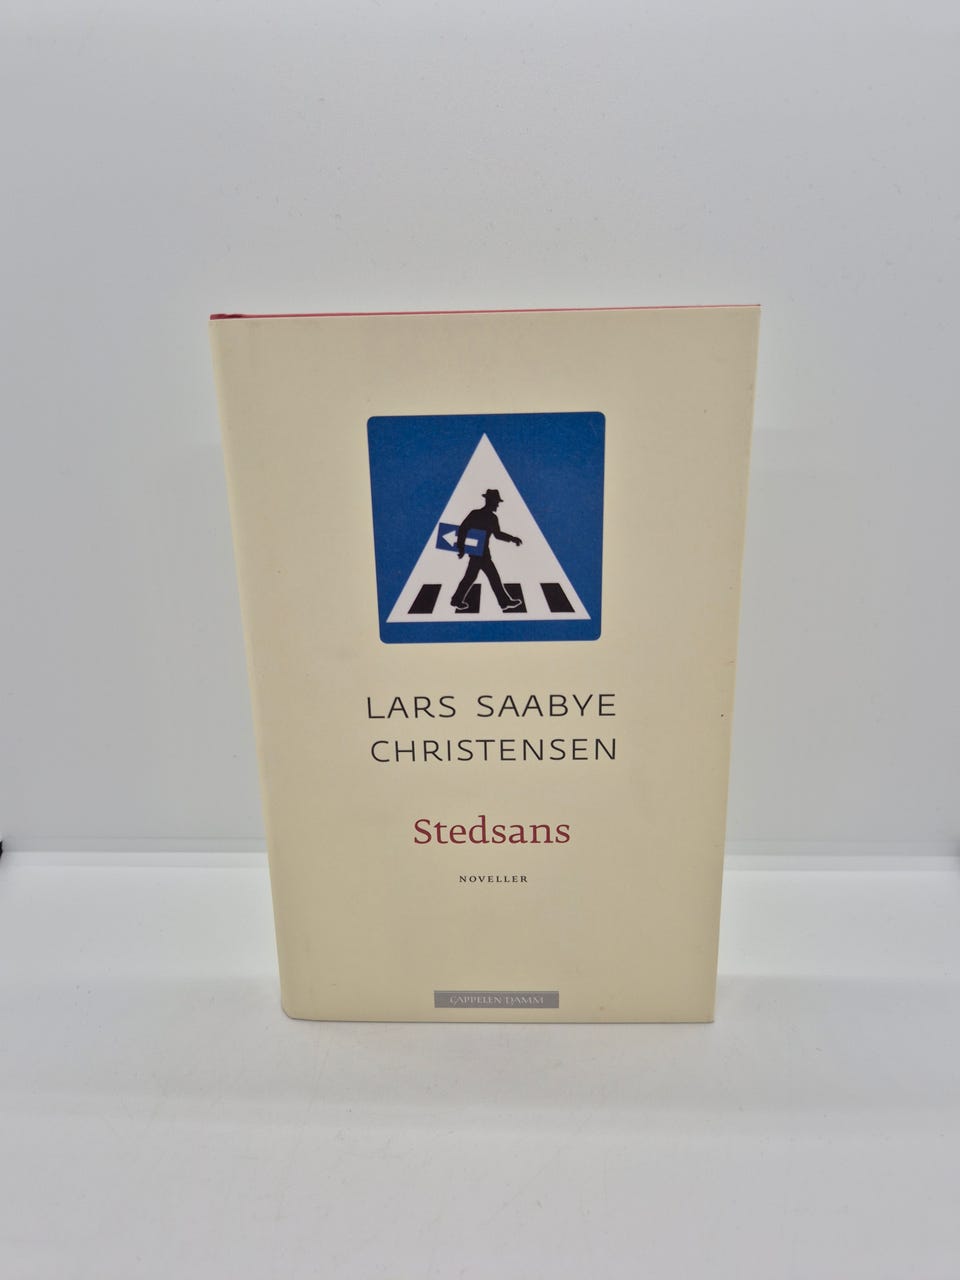 LARS SAABYE
CHRISTENSEN
Stedsans
NOVELLER
CAPPELEN DAMM